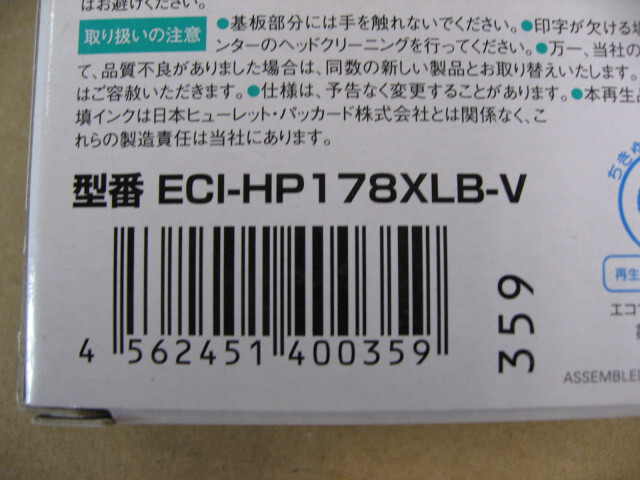 はお避けください。
取り扱いの注意 ●基板部分には手を触れないでください。●印字が欠ける場
ンターのヘッドクリーニングを行ってください。●万一、当社の
て、品質不良がありました場合は、同数の新しい製品とお取り替えいたします。
はご容赦いただきます。●仕様は、予告なく変更することがあります。●本再生品
填インクは日本ヒューレット・パッカード株式会社とは関係なく、こ
れらの製造責任は当社にあります。
型番 ECI-HP178XLB-V
4 562451 400359
359
ちきゅ
再生
エコマ
ASSEMBLED